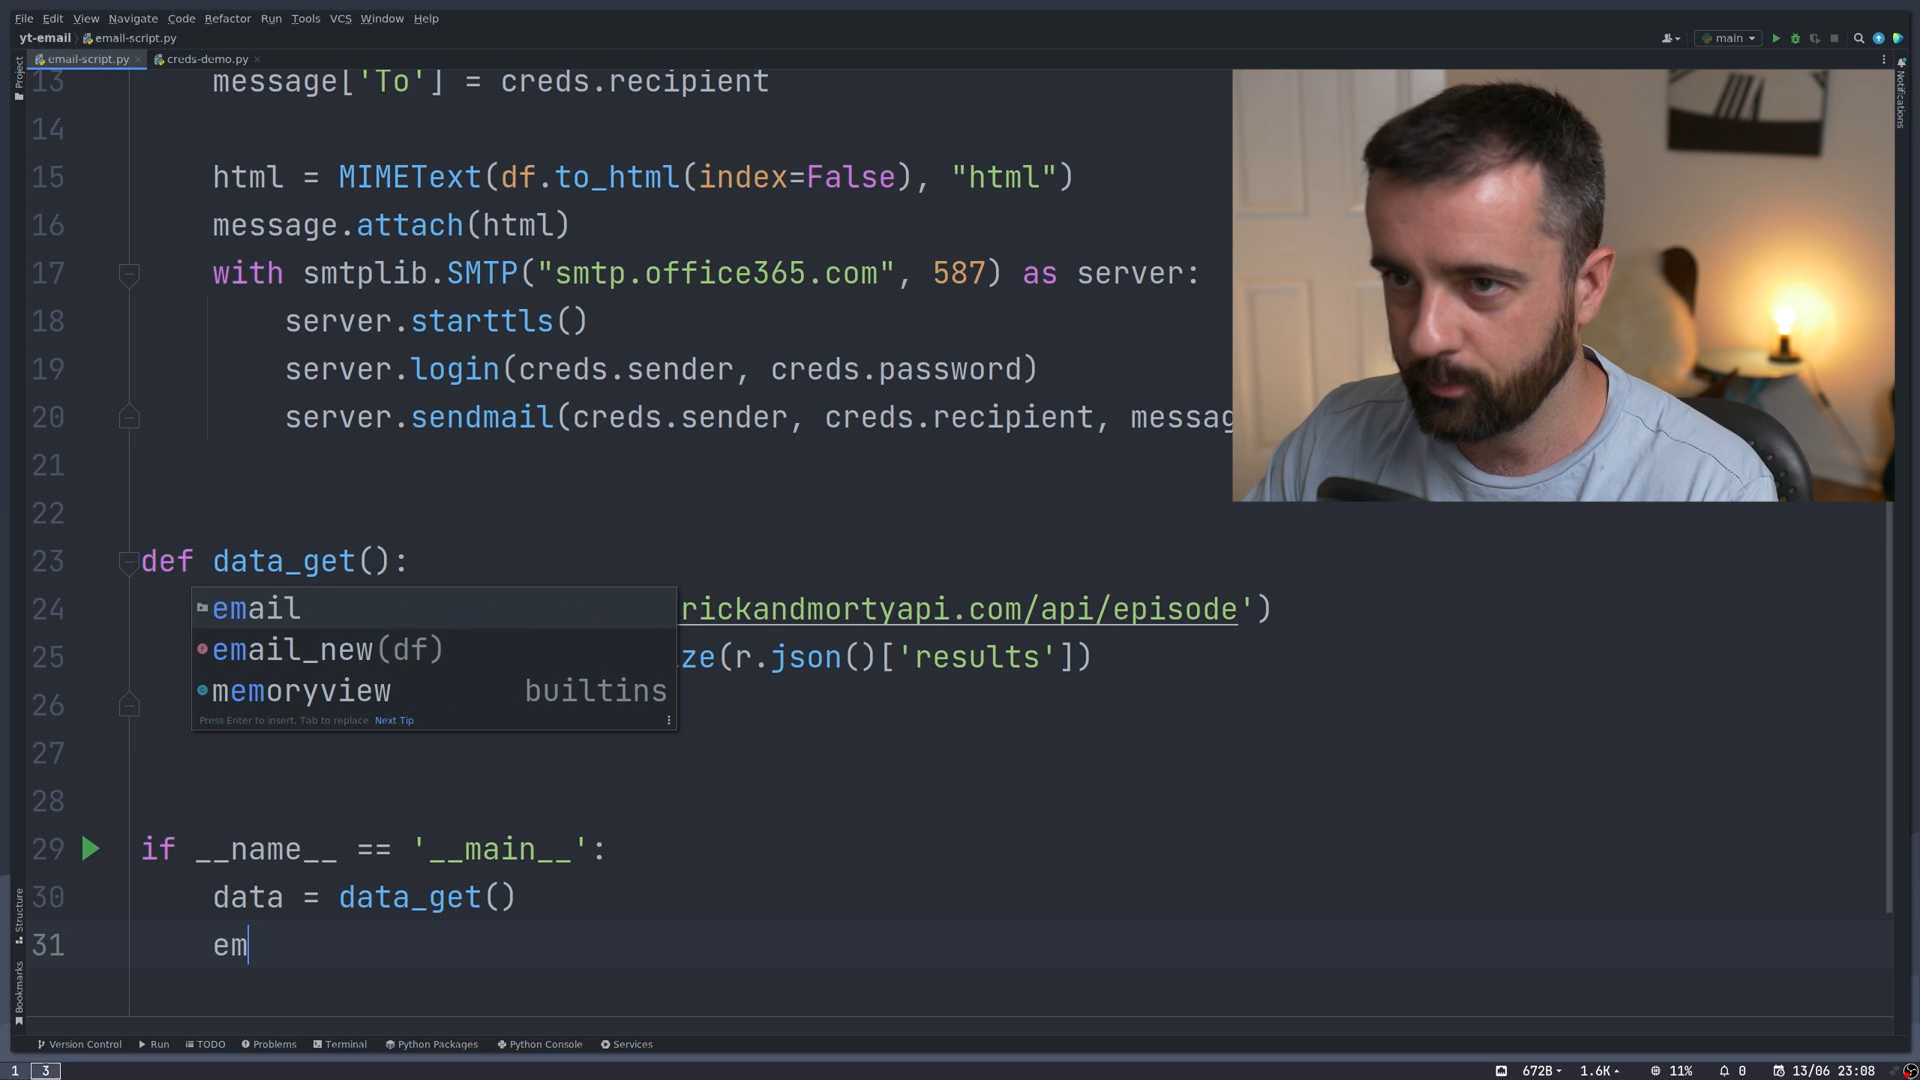 File Edit View Navigate Code Refactor Run Tools VCS Window Help
yt-email email-script.py
main
email-script.py creds-demo.py
Project
Notifications
13 message['To'] = creds.recipient
14
15 html = MIMEText(df.to_html(index=False), "html")
16 message.attach(html)
17 with smtplib.SMTP("smtp.office365.com", 587) as server:
18 server.starttls()
19 server.login(creds.sender, creds.password)
20 server.sendmail(creds.sender, creds.recipient, messag
21
22
23 def data_get():
24 rickandmortyapi.com/api/episode')
25 ze(r.json()['results'])
26
email
email_new(df)
memoryview builtins
Press Enter to insert, Tab to replace Next Tip
27
28
29 if __name__ == '__main__':
30 data = data_get()
31 em
Structure
Bookmarks
Version Control Run TODO Problems Terminal Python Packages Python Console Services
1 3 672B 1.6K 11% 0 13/06 23:08